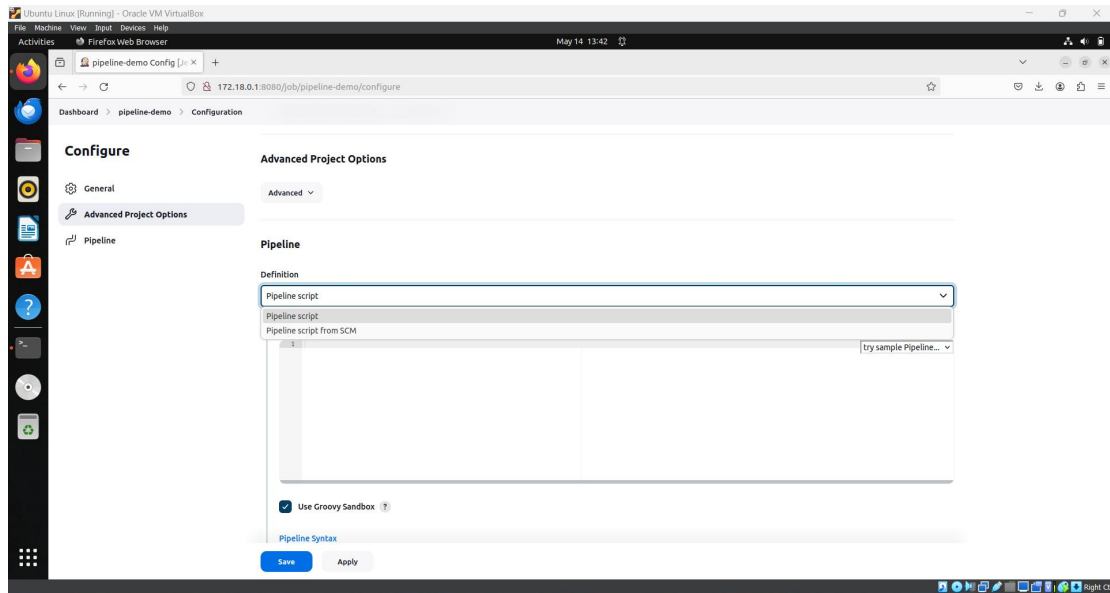 Ubuntu Linux [Running] - Oracle VM VirtualBox
File Machine View Input Devices Help
Activities Firefox Web Browser May 14 13:42
pipeline-demo Config [Je
172.18.0.1:8080/job/pipeline-demo/configure
Dashboard > pipeline-demo > Configuration
Configure
General
Advanced Project Options
Pipeline
Advanced Project Options
Advanced
Pipeline
Definition
Pipeline script
Pipeline script
Pipeline script from SCM
1
try sample Pipeline...
Use Groovy Sandbox ?
Pipeline Syntax
Save Apply
Right Ct